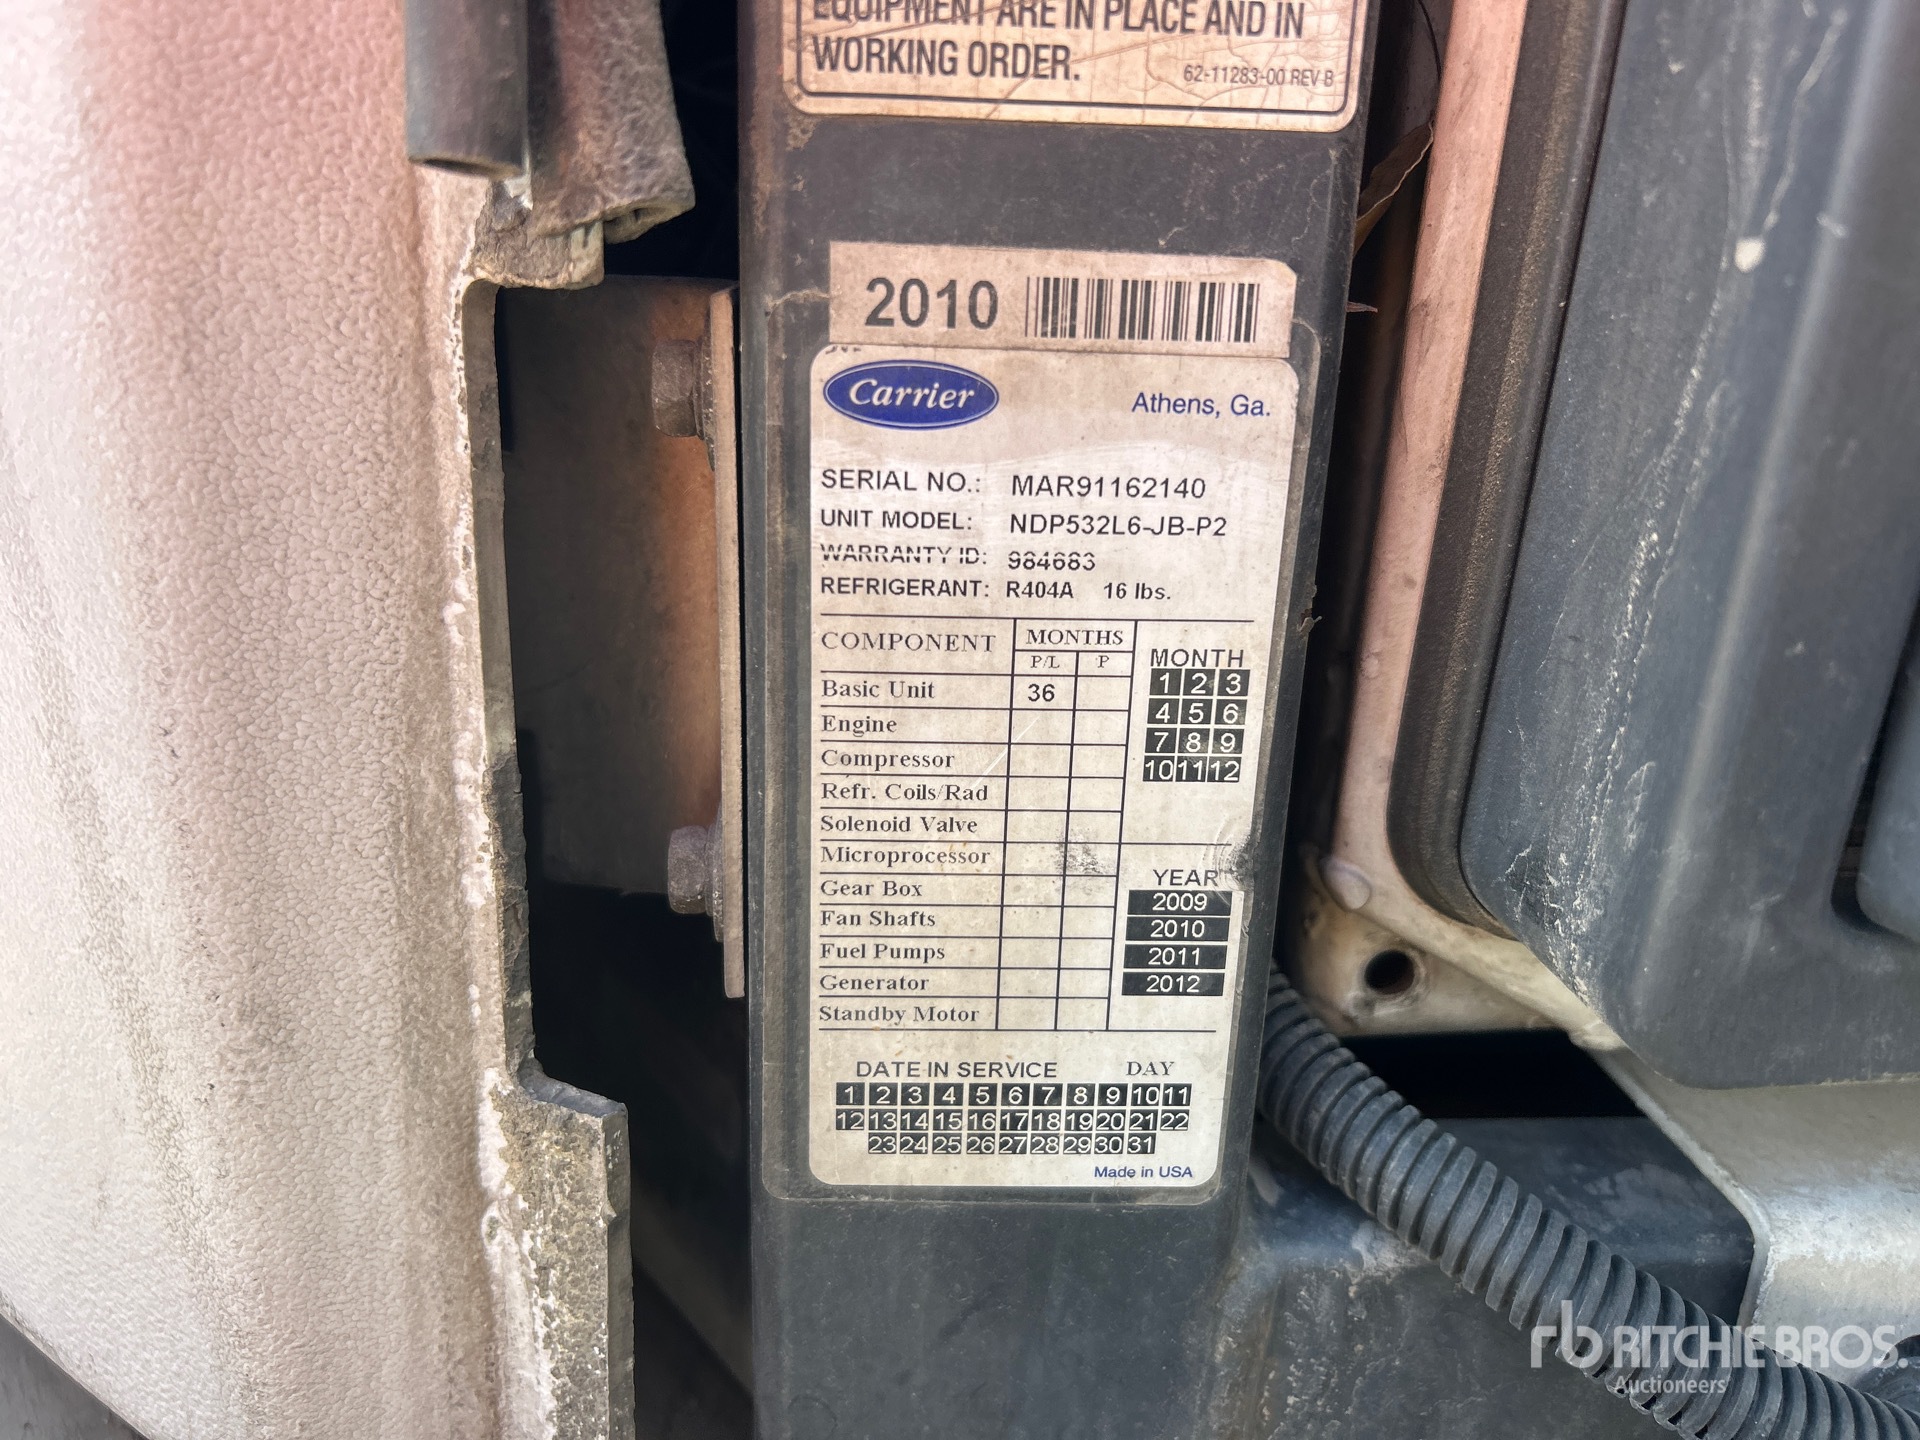 EQUIPMENT ARE IN PLACE AND IN
WORKING ORDER.
62-11283-00 REV B
2010
Carrier
Athens, Ga.
SERIAL NO.: MAR91162140
UNIT MODEL: NDP532L6-JB-P2
WARRANTY ID: 984683
REFRIGERANT: R404A 16 lbs.
COMPONENT MONTHS
P/L P
Basic Unit 36
Engine
Compressor
Refr. Coils/Rad
Solenoid Valve
Microprocessor
Gear Box
Fan Shafts
Fuel Pumps
Generator
Standby Motor
MONTH
1 2 3
4 5 6
7 8 9
10 11 12
YEAR
2009
2010
2011
2012
DATE IN SERVICE DAY
1 2 3 4 5 6 7 8 9 10 11
12 13 14 15 16 17 18 19 20 21 22
23 24 25 26 27 28 29 30 31
Made in USA
rb RITCHIE BROS.
Auctioneers